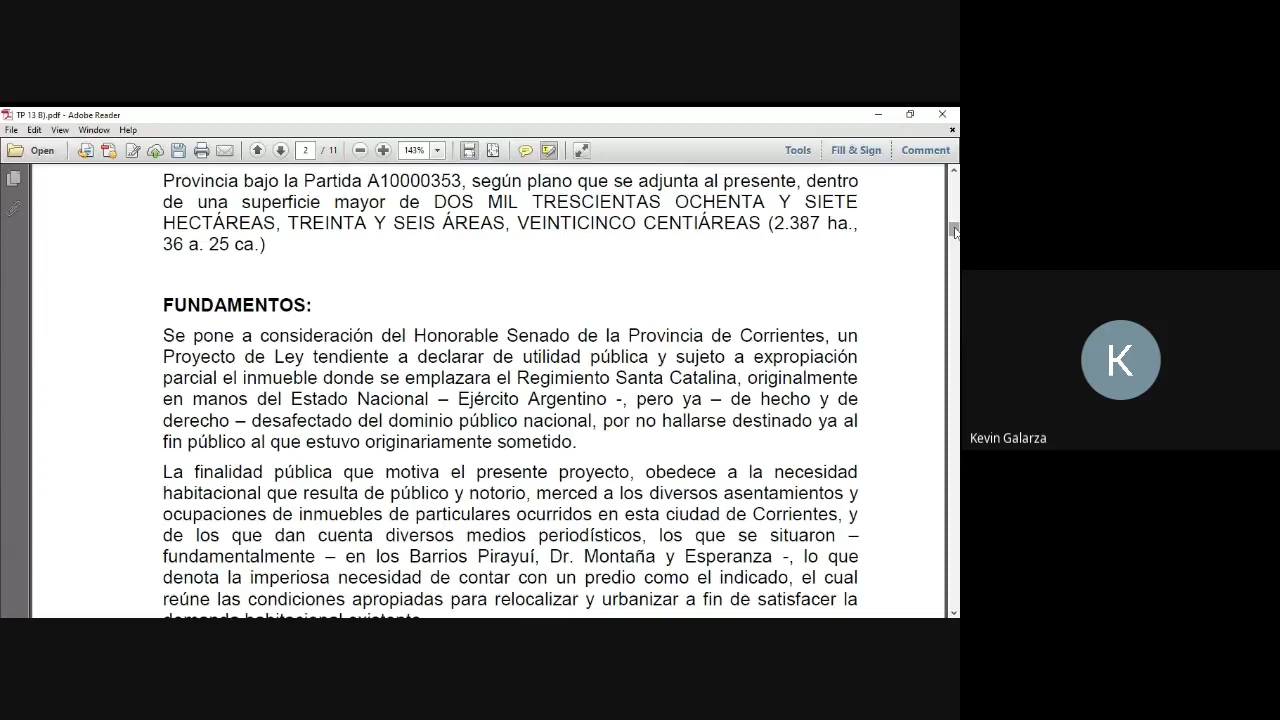 TP 13 B).pdf - Adobe Reader
File Edit View Window Help
Open 2 / 11 143% Tools Fill & Sign Comment
Provincia bajo la Partida A10000353, según plano que se adjunta al presente, dentro
de una superficie mayor de DOS MIL TRESCIENTAS OCHENTA Y SIETE
HECTÁREAS, TREINTA Y SEIS ÁREAS, VEINTICINCO CENTIÁREAS (2.387 ha.,
36 a. 25 ca.)
FUNDAMENTOS:
Se pone a consideración del Honorable Senado de la Provincia de Corrientes, un
Proyecto de Ley tendiente a declarar de utilidad pública y sujeto a expropiación
parcial el inmueble donde se emplazara el Regimiento Santa Catalina, originalmente
en manos del Estado Nacional – Ejército Argentino -, pero ya – de hecho y de
derecho – desafectado del dominio público nacional, por no hallarse destinado ya al
fin público al que estuvo originariamente sometido.
La finalidad pública que motiva el presente proyecto, obedece a la necesidad
habitacional que resulta de público y notorio, merced a los diversos asentamientos y
ocupaciones de inmuebles de particulares ocurridos en esta ciudad de Corrientes, y
de los que dan cuenta diversos medios periodísticos, los que se situaron –
fundamentalmente – en los Barrios Pirayuí, Dr. Montaña y Esperanza -, lo que
denota la imperiosa necesidad de contar con un predio como el indicado, el cual
reúne las condiciones apropiadas para relocalizar y urbanizar a fin de satisfacer la
demanda habitacional existente.
K
Kevin Galarza